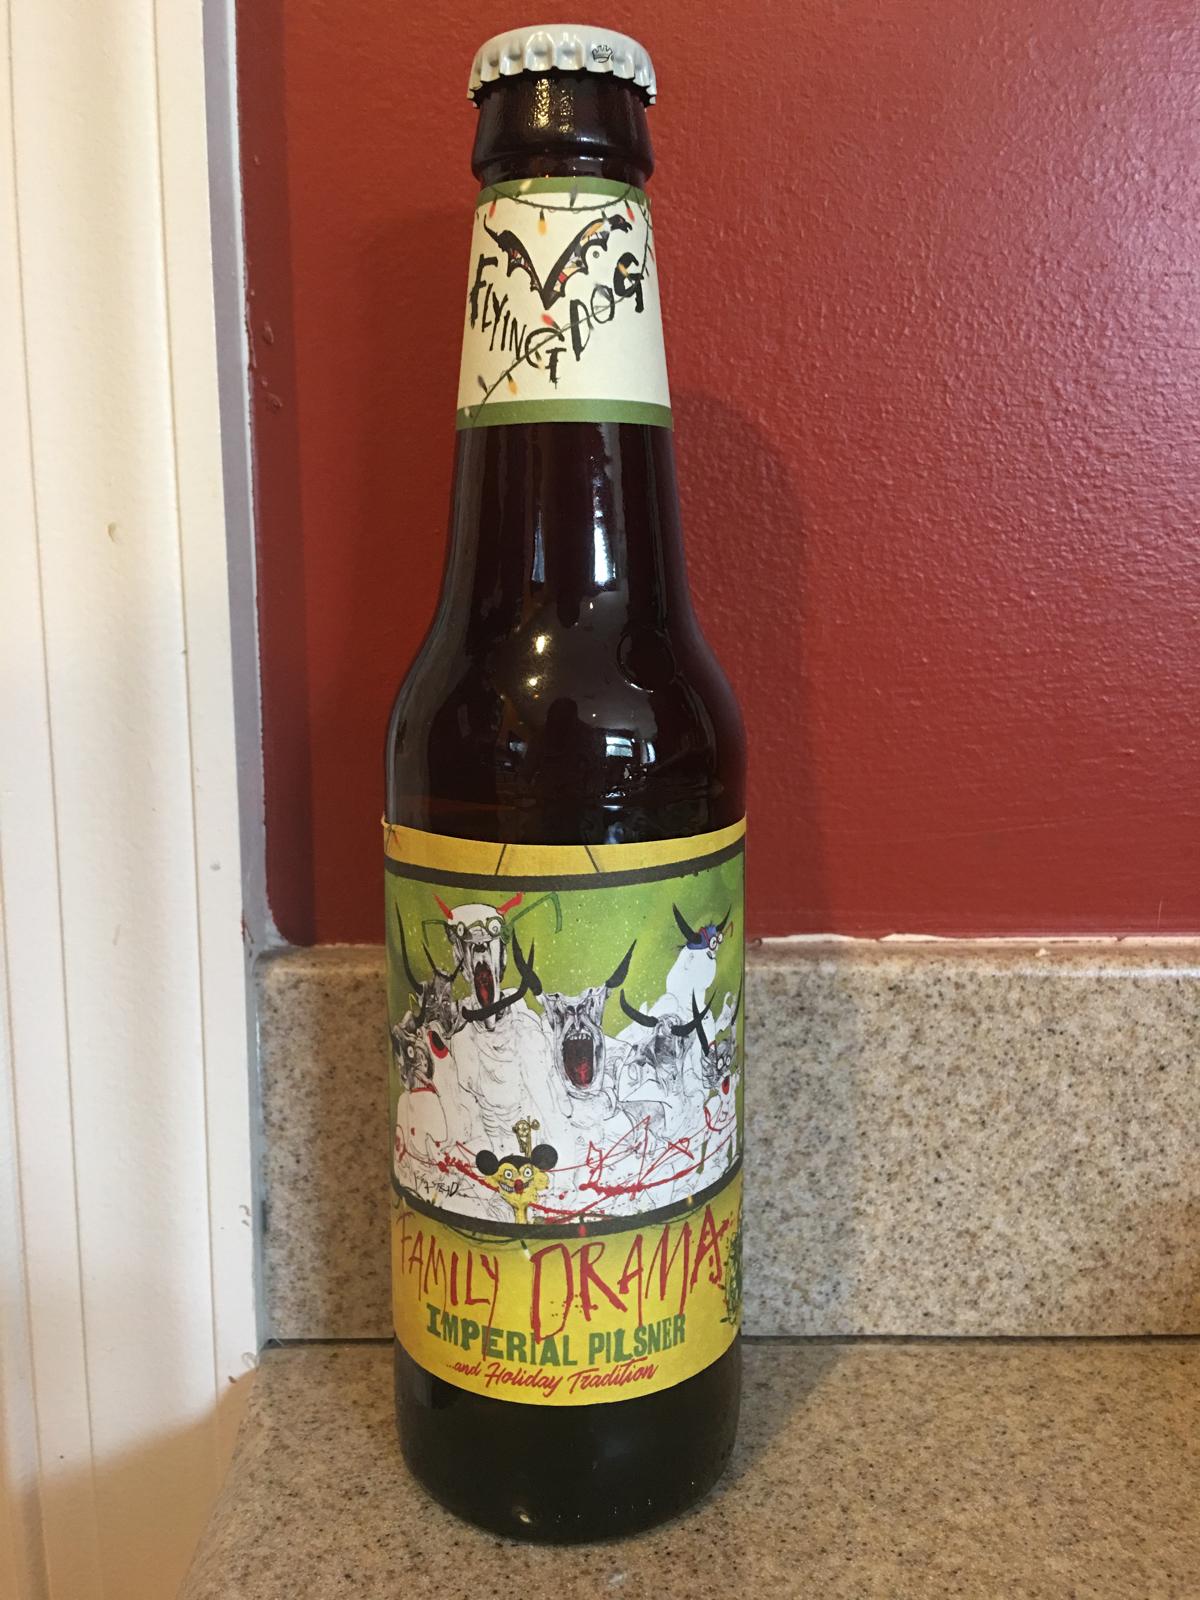 FLYING DOG
FAMILY DRAMA
IMPERIAL PILSNER
...and Holiday Tradition